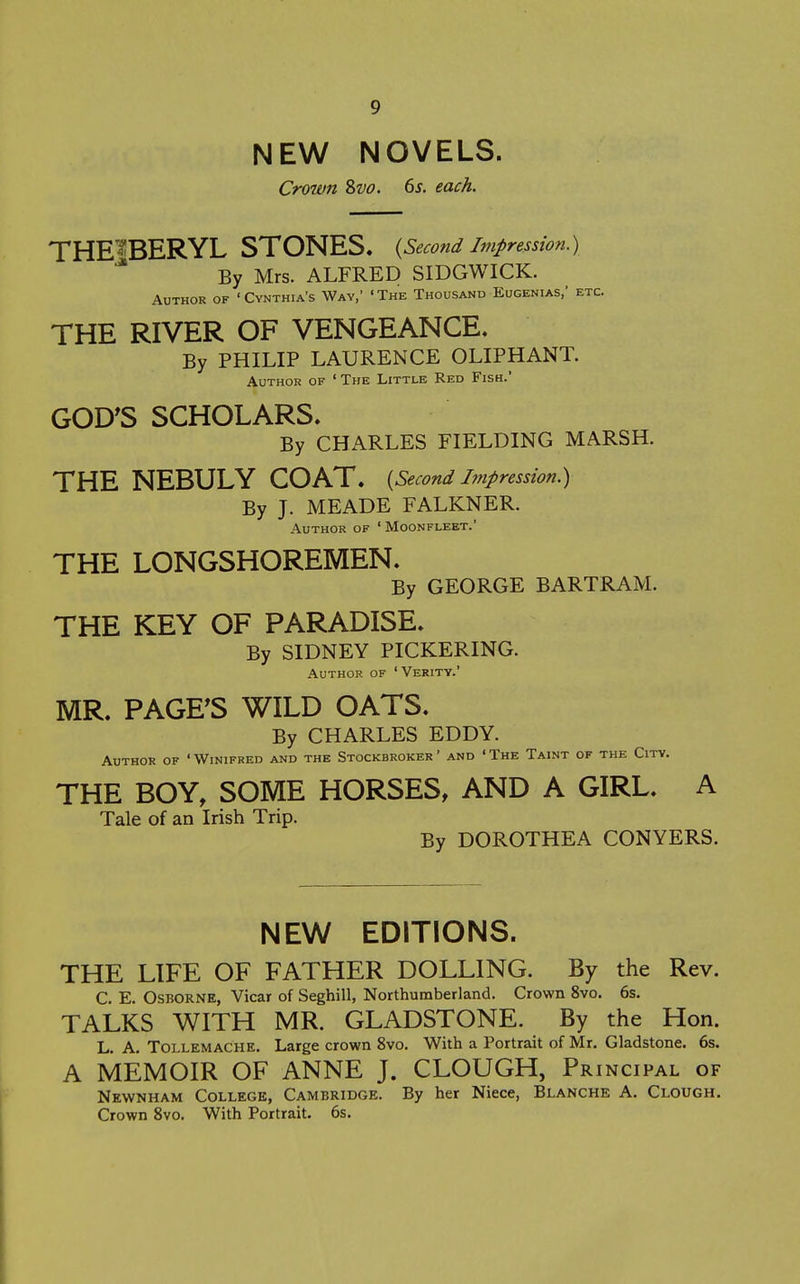 9
NEW NOVELS.
Crown 8vo. 6s. each.
THE BERYL STONES. (Second Impression.)
By Mrs. ALFRED SIDGWICK.
Author of ‘Cynthia's Way,’ ‘The Thousand Eugenias,’ etc.
THE RIVER OF VENGEANCE.
By PHILIP LAURENCE OLIPHANT.
Author of ‘The Little Red Fish.’
GOD'S SCHOLARS.
By CHARLES FIELDING MARSH.
THE NEBULY COAT. (Second Impression.)
By J. MEADE FALKNER.
Author of ‘Moonfleet.’
THE LONGSHOREMEN.
By GEORGE BARTRAM.
THE KEY OF PARADISE.
By SIDNEY PICKERING.
Author of ‘Verity.’
MR. PAGE'S WILD OATS.
By CHARLES EDDY.
Author of ‘Winifred and the Stockbroker’ and ‘The Taint of the City.
THE BOY, SOME HORSES, AND A GIRL. A
Tale of an Irish Trip.
By DOROTHEA CONYERS.
NEW EDITIONS.
THE LIFE OF FATHER DOLLING. By the Rev.
C. E. Osborne, Vicar of Seghill, Northumberland. Crown 8vo. 6s.
TALKS WITH MR. GLADSTONE. By the Hon.
L. A. Tollemache. Large crown 8vo. With a Portrait of Mr. Gladstone. 6s.
A MEMOIR OF ANNE J. CLOUGH, Principal of
Newnham College, Cambridge. By her Niece, Blanche A. Clough.
Crown 8vo. With Portrait. 6s.